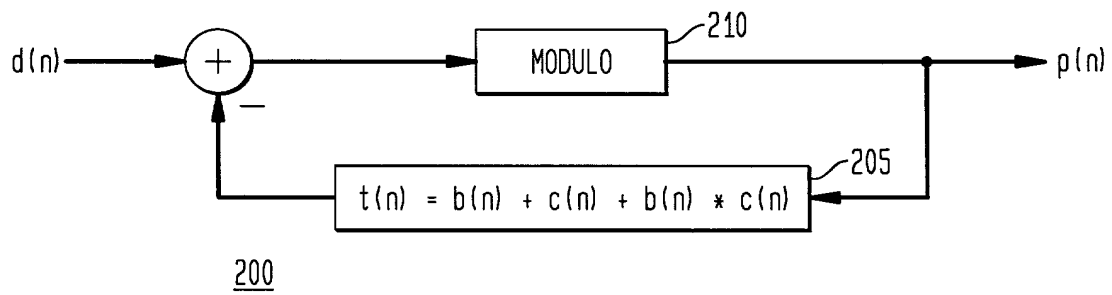 210
d(n)
+
MODULO
p(n)
−
205
t(n) = b(n) + c(n) + b(n) * c(n)
200